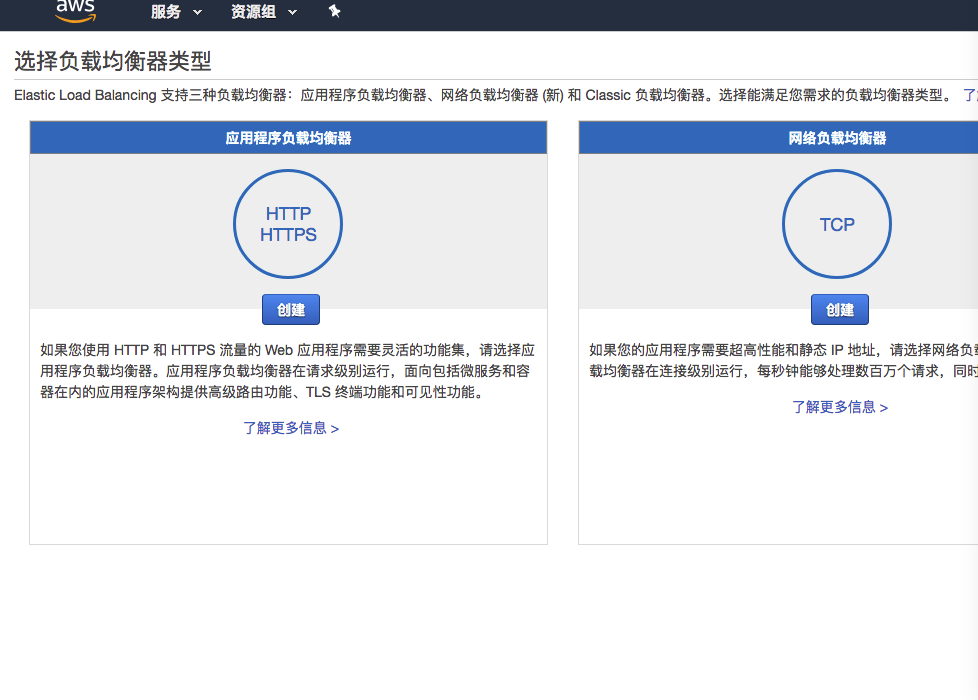 aws 服务 资源组
选择负载均衡器类型
Elastic Load Balancing 支持三种负载均衡器：应用程序负载均衡器、网络负载均衡器 (新) 和 Classic 负载均衡器。选择能满足您需求的负载均衡器类型。 了
应用程序负载均衡器
HTTP
HTTPS
创建
如果您使用 HTTP 和 HTTPS 流量的 Web 应用程序需要灵活的功能集，请选择应
用程序负载均衡器。应用程序负载均衡器在请求级别运行，面向包括微服务和容
器在内的应用程序架构提供高级路由功能、TLS 终端功能和可见性功能。
了解更多信息 >
网络负载均衡器
TCP
创建
如果您的应用程序需要超高性能和静态 IP 地址，请选择网络负
载均衡器在连接级别运行，每秒钟能够处理数百万个请求，同时
了解更多信息 >